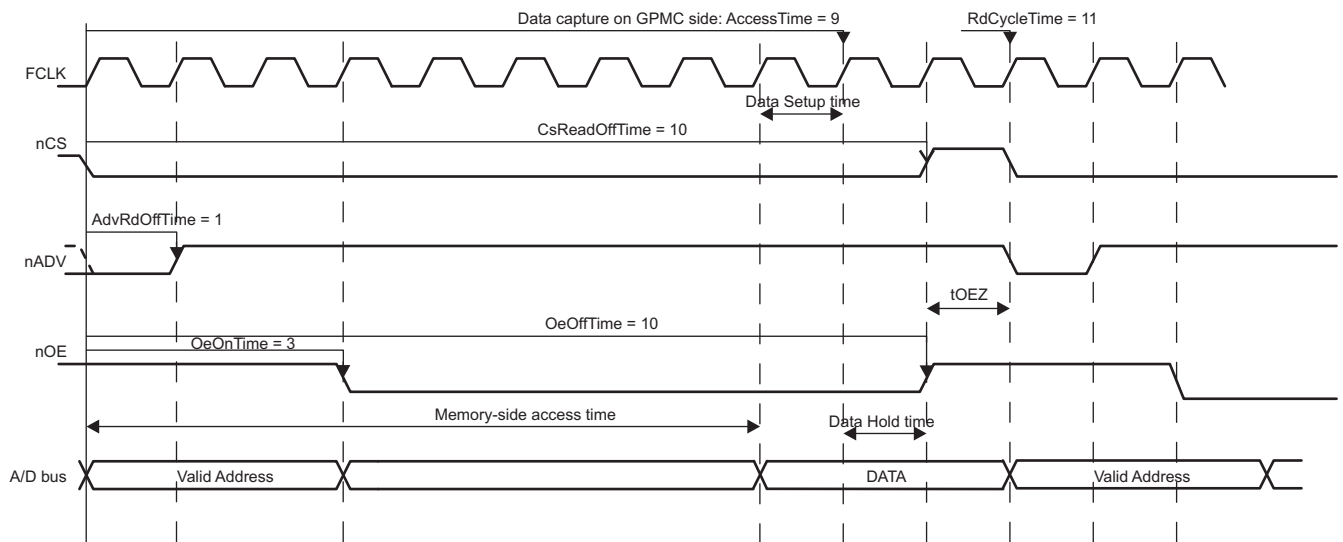 Data capture on GPMC side: AccessTime = 9
RdCycleTime = 11
FCLK
Data Setup time
CsReadOffTime = 10
nCS
AdvRdOffTime = 1
nADV
tOEZ
OeOffTime = 10
OeOnTime = 3
nOE
Memory-side access time
Data Hold time
A/D bus
Valid Address
DATA
Valid Address